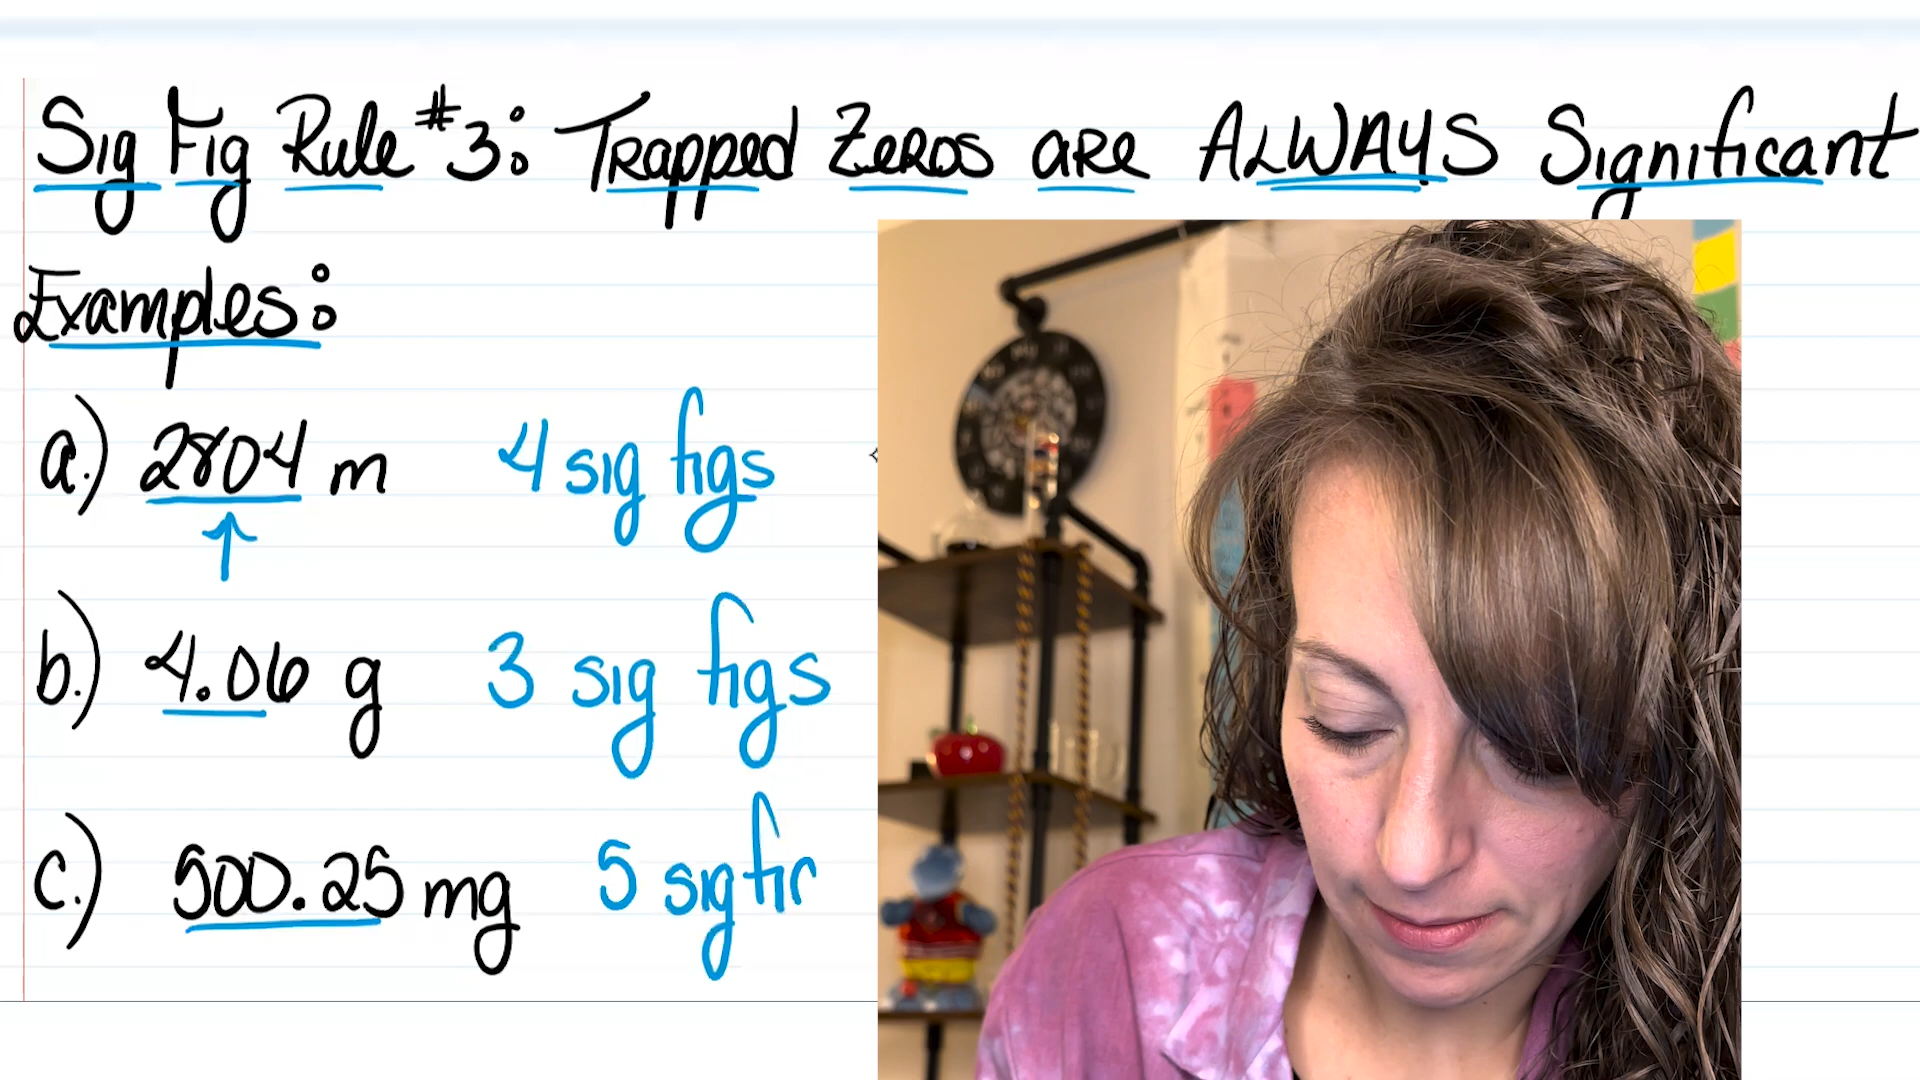 Sig Fig Rule #3: Trapped Zeros are ALWAYS Significant
Examples:
a.) 2804 m 4 sig figs
b.) 4.06 g 3 sig figs
c.) 500.25 mg 5 sig fir